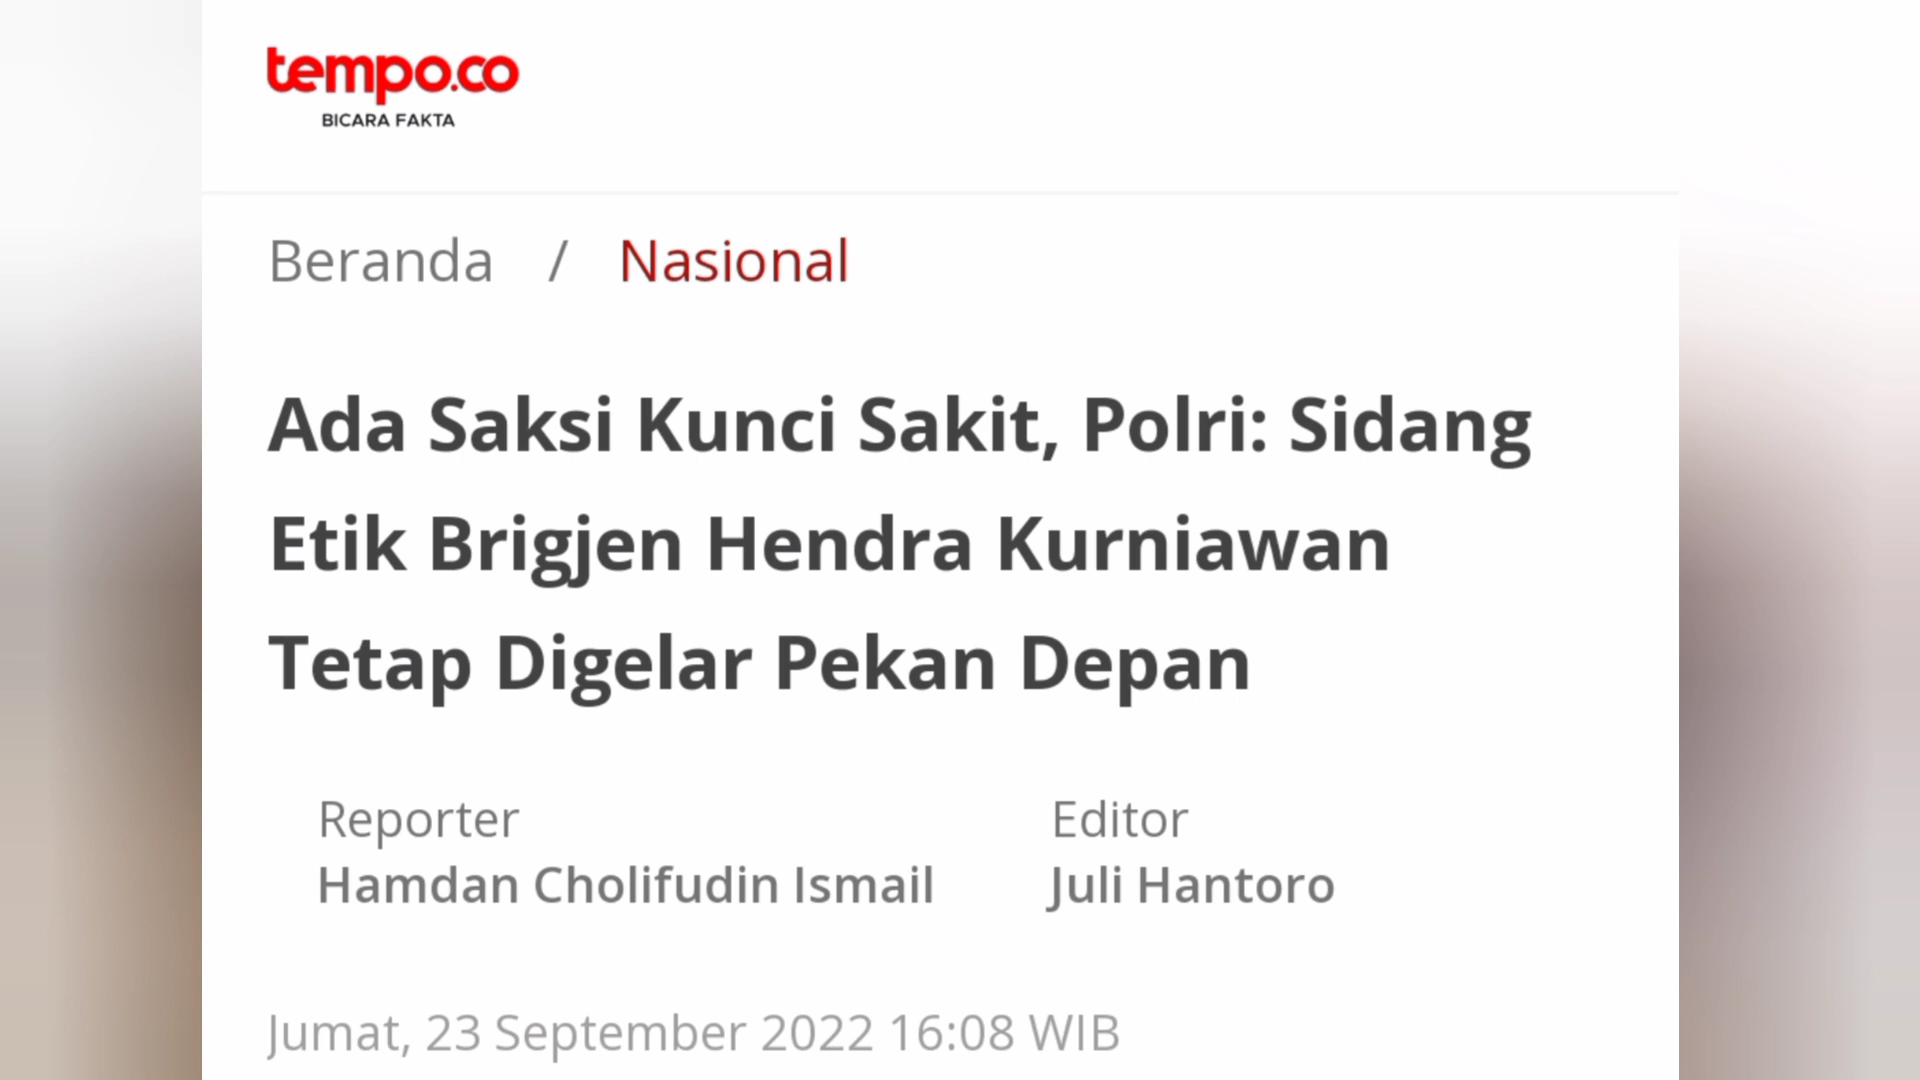 tempo.co
BICARA FAKTA
Beranda / Nasional
Ada Saksi Kunci Sakit, Polri: Sidang
Etik Brigjen Hendra Kurniawan
Tetap Digelar Pekan Depan
Reporter Editor
Hamdan Cholifudin Ismail Juli Hantoro
Jumat, 23 September 2022 16:08 WIB